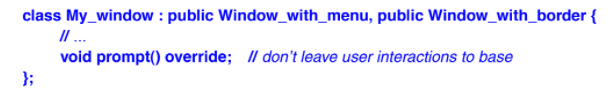 class My_window : public Window_with_menu, public Window_with_border {
// ...
void prompt() override; // don’t leave user interactions to base
};